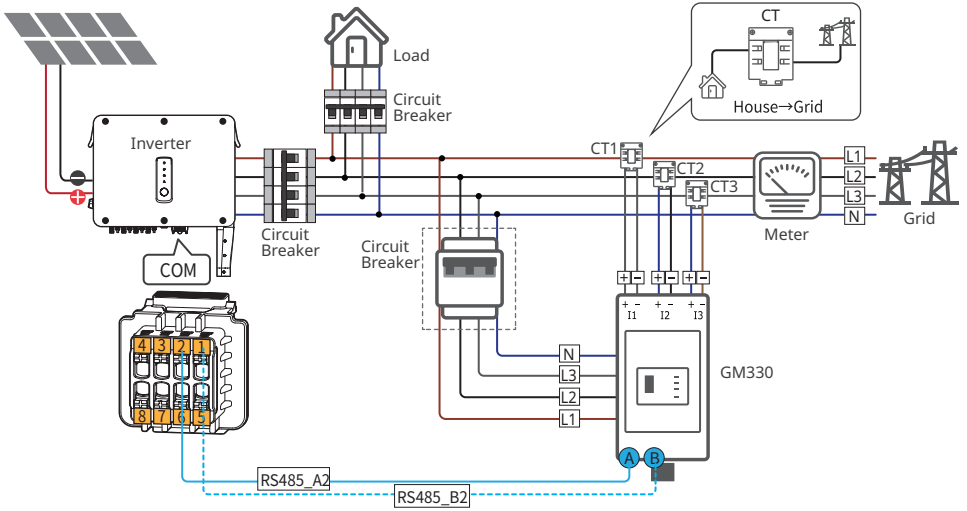 CT
House→Grid
Load
Circuit
Breaker
Inverter
CT1
CT2
CT3
L1
L2
L3
N
Grid
Meter
Circuit
Breaker
Circuit
Breaker
COM
+ − + − + −
+ − + − + −
I1 I2 I3
4 3 2 1
8 7 6 5
N
L3
L2
L1
GM330
A B
RS485_A2
RS485_B2